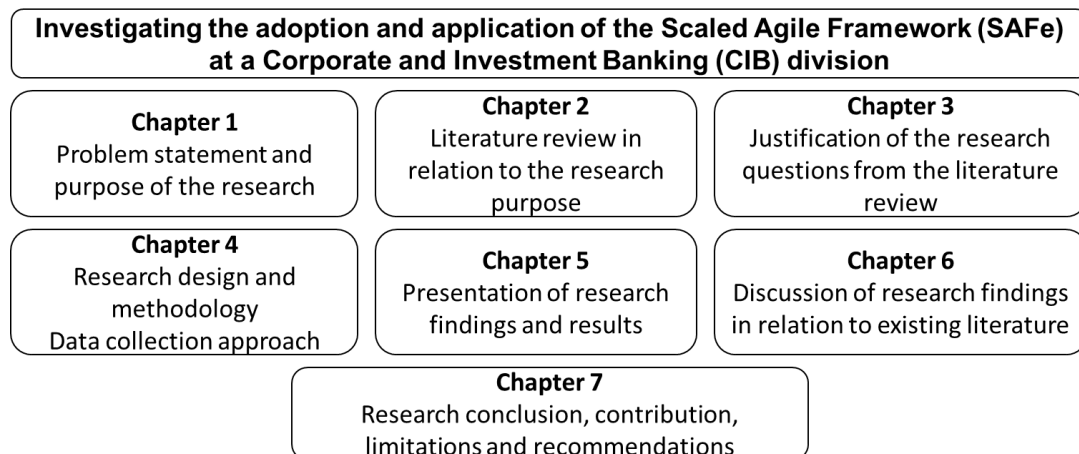 Investigating the adoption and application of the Scaled Agile Framework (SAFe)
at a Corporate and Investment Banking (CIB) division
Chapter 1
Problem statement and
purpose of the research
Chapter 2
Literature review in
relation to the research
purpose
Chapter 3
Justification of the research
questions from the literature
review
Chapter 4
Research design and
methodology
Data collection approach
Chapter 5
Presentation of research
findings and results
Chapter 6
Discussion of research findings
in relation to existing literature
Chapter 7
Research conclusion, contribution,
limitations and recommendations